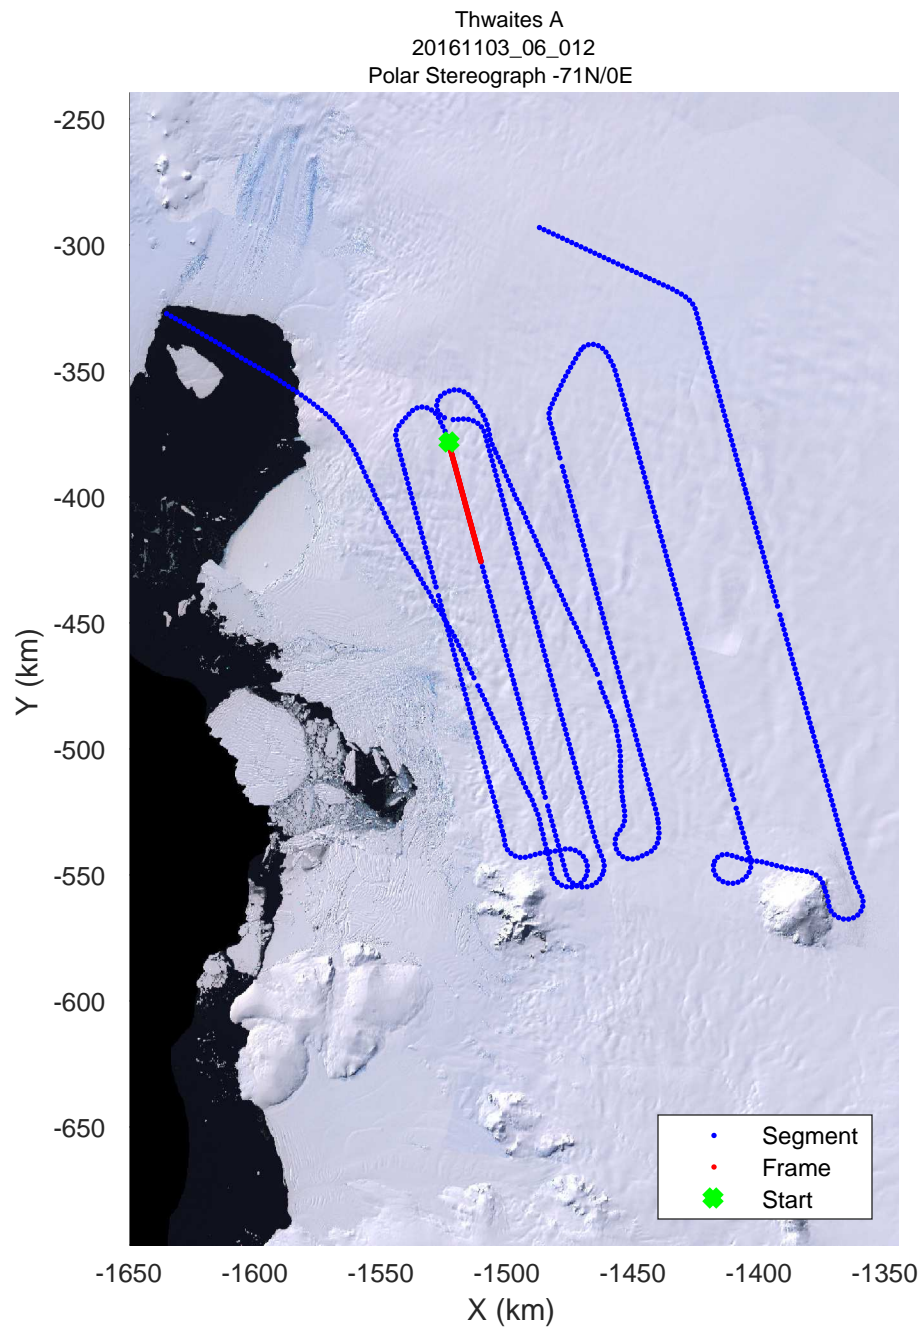 Thwaites A
20161103_06_012
Polar Stereograph -71N/0E
-250
-300
-350
-400
-450
-500
-550
-600
-650
Y (km)
Segment
Frame
Start
-1650 -1600 -1550 -1500 -1450 -1400 -1350
X (km)